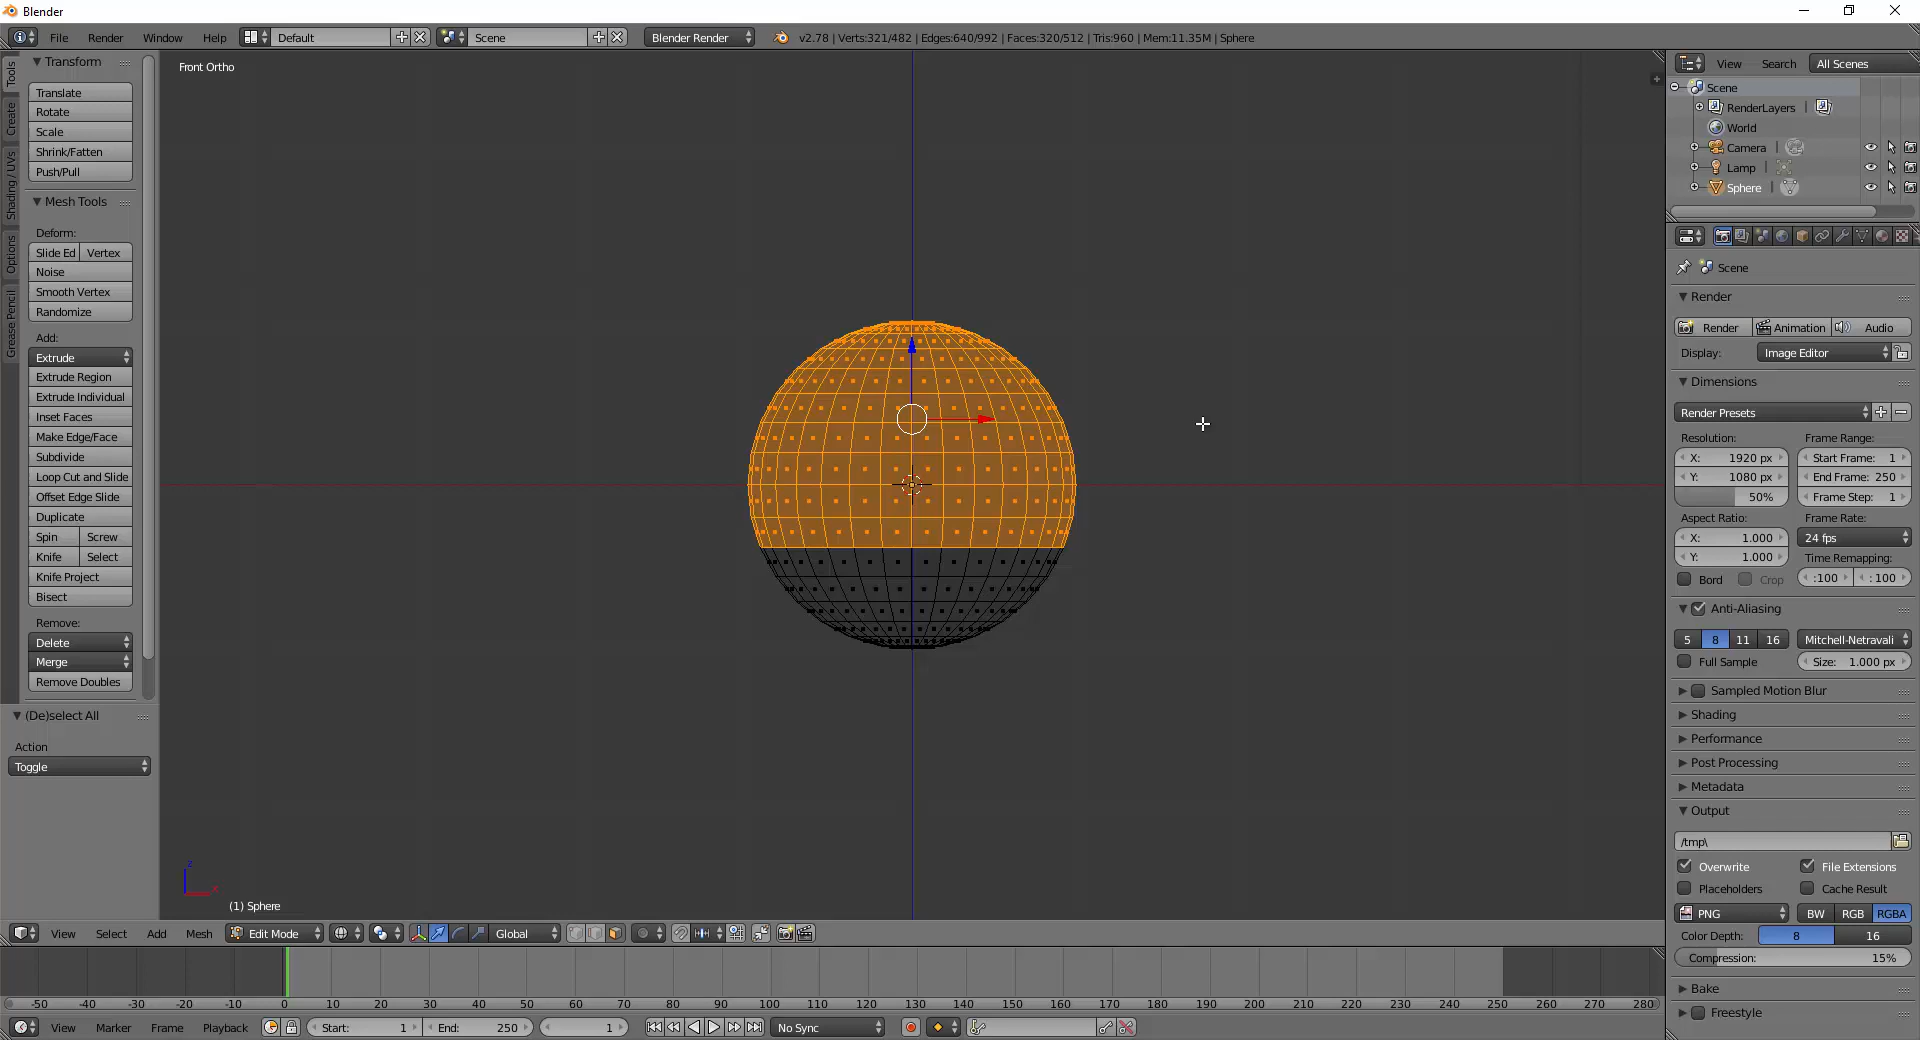 Blender
File Render Window Help Default Scene Blender Render v2.78 | Verts:321/482 | Edges:640/992 | Faces:320/512 | Tris:960 | Mem:11.35M | Sphere
Tools
Create
Shading / UVs
Options
Grease Pencil
Transform
Translate
Rotate
Scale
Shrink/Fatten
Push/Pull
Mesh Tools
Deform:
Slide Ed Vertex
Noise
Smooth Vertex
Randomize
Add:
Extrude
Extrude Region
Extrude Individual
Inset Faces
Make Edge/Face
Subdivide
Loop Cut and Slide
Offset Edge Slide
Duplicate
Spin Screw
Knife Select
Knife Project
Bisect
Remove:
Delete
Merge
Remove Doubles
(De)select All
Action
Toggle
Front Ortho
z
x
(1) Sphere
View Select Add Mesh Edit Mode Global
-50 -40 -30 -20 -10 0 10 20 30 40 50 60 70 80 90 100 110 120 130 140 150 160 170 180 190 200 210 220 230 240 250 260 270 280
View Marker Frame Playback Start: 1 End: 250 1 No Sync
View Search All Scenes
Scene
RenderLayers |
World
Camera |
Lamp |
Sphere |
Scene
Render
Render Animation Audio
Display: Image Editor
Dimensions
Render Presets
Resolution: Frame Range:
X: 1920 px Start Frame: 1
Y: 1080 px End Frame: 250
50% Frame Step: 1
Aspect Ratio: Frame Rate:
X: 1.000 24 fps
Y: 1.000 Time Remapping:
Bord Crop :100 : 100
Anti-Aliasing
5 8 11 16 Mitchell-Netravali
Full Sample Size: 1.000 px
Sampled Motion Blur
Shading
Performance
Post Processing
Metadata
Output
/tmp\
Overwrite File Extensions
Placeholders Cache Result
PNG BW RGB RGBA
Color Depth: 8 16
Compression: 15%
Bake
Freestyle